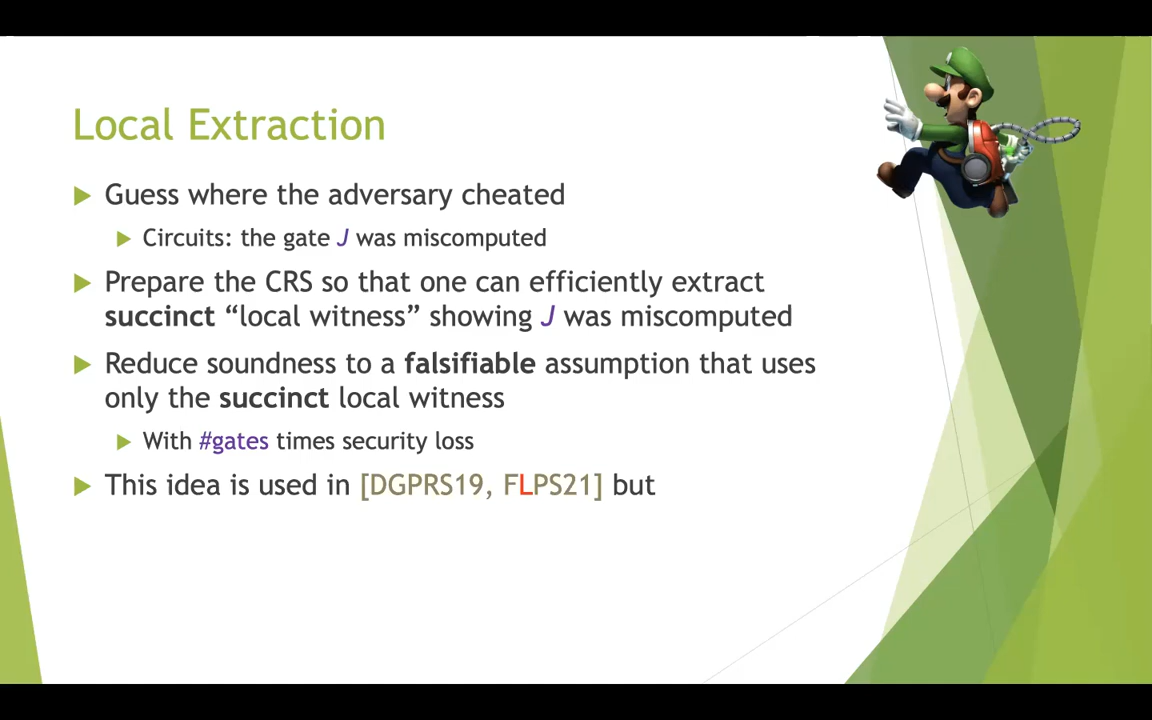 Local Extraction
Guess where the adversary cheated
Circuits: the gate J was miscomputed
Prepare the CRS so that one can efficiently extract
succinct “local witness” showing J was miscomputed
Reduce soundness to a falsifiable assumption that uses
only the succinct local witness
With #gates times security loss
This idea is used in [DGPRS19, FLPS21] but